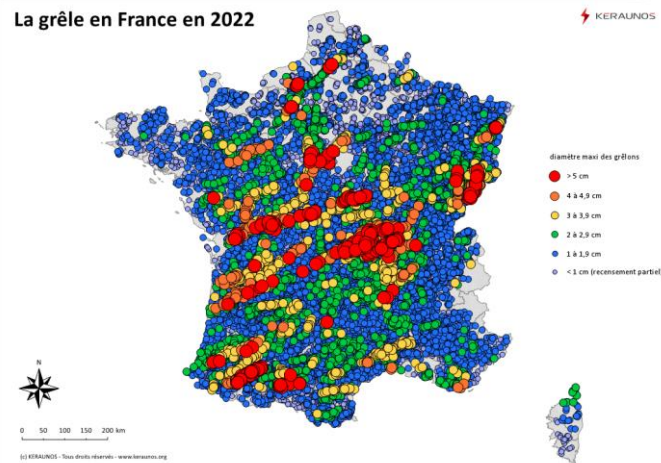 La grêle en France en 2022
KERAUNOS
diamètre maxi des grêlons
> 5 cm
4 à 4,9 cm
3 à 3,9 cm
2 à 2,9 cm
1 à 1,9 cm
< 1 cm (recensement partiel)
N
0 50 100 150 200 km
(c) KERAUNOS - Tous droits réservés - www.keraunos.org